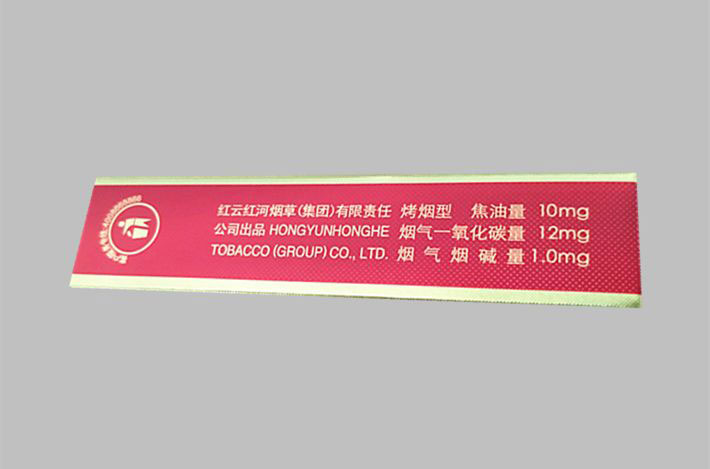 红云红河烟草(集团)有限责任 烤烟型 焦油量 10mg
公司出品 HONGYUNHONGHE 烟气一氧化碳量 12mg
TOBACCO (GROUP) CO., LTD. 烟气烟碱量 1.0mg